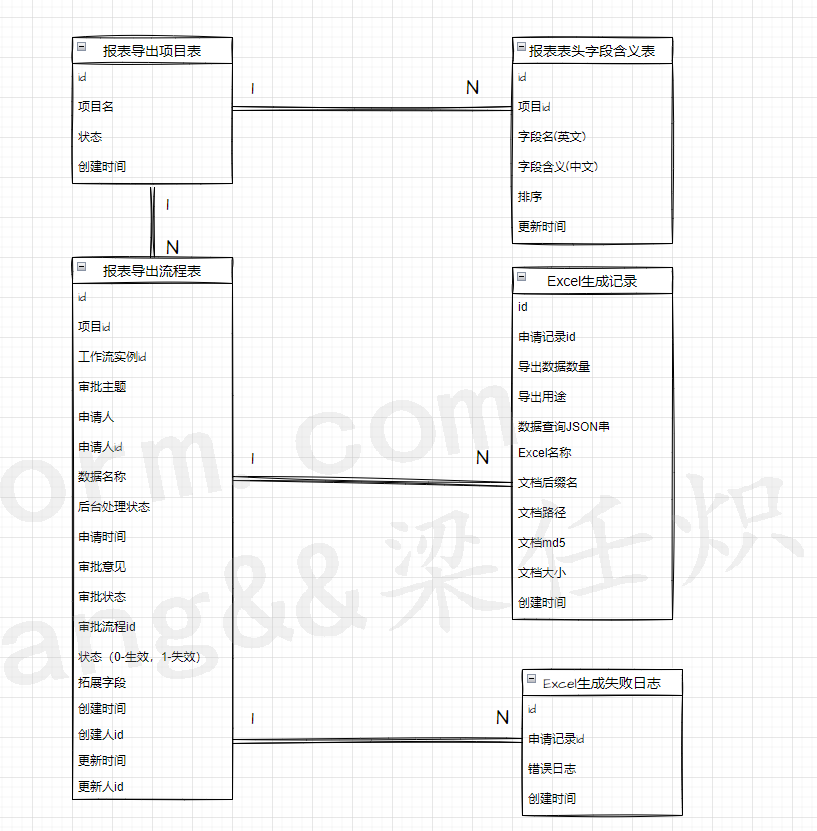 报表导出项目表
id
项目名
状态
创建时间
1
N
报表表头字段含义表
id
项目id
字段名(英文)
字段含义(中文)
排序
更新时间
1
N
报表导出流程表
id
项目id
工作流实例id
审批主题
申请人
申请人id
数据名称
后台处理状态
申请时间
审批意见
审批状态
审批流程id
状态（0-生效，1-失效）
拓展字段
创建时间
创建人id
更新时间
更新人id
1
N
Excel生成记录
id
申请记录id
导出数据数量
导出用途
数据查询JSON串
Excel名称
文档后缀名
文档路径
文档md5
文档大小
创建时间
1
N
Excel生成失败日志
id
申请记录id
错误日志
创建时间
orm.com
ang&&梁任炽